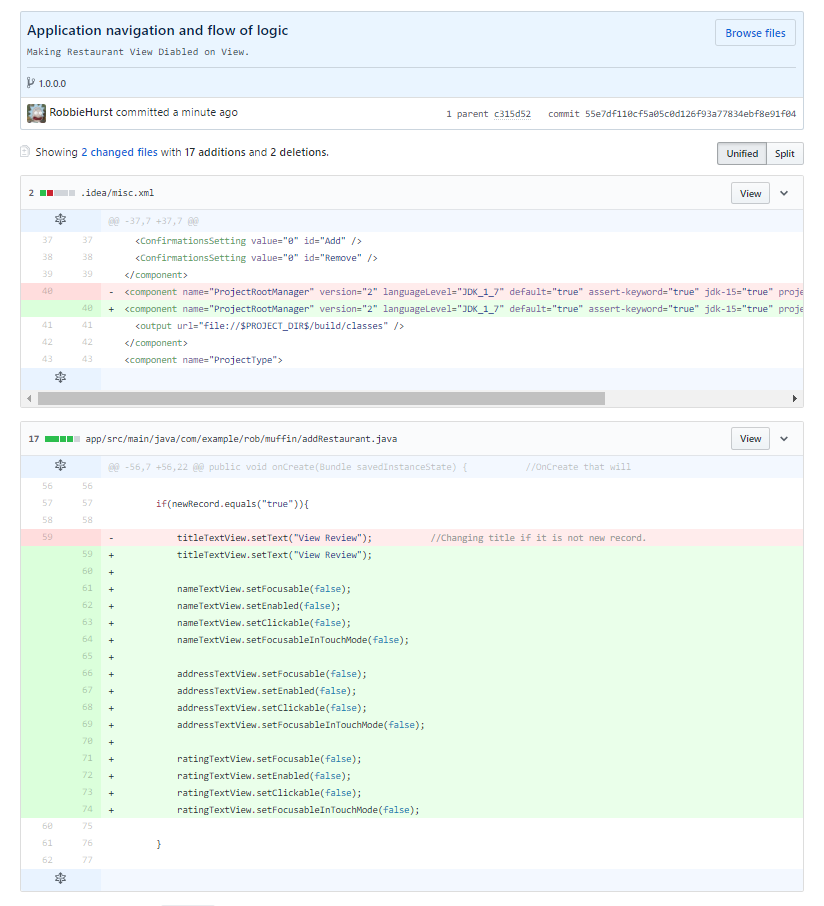 Application navigation and flow of logic
Browse files
Making Restaurant View Diabled on View.
1.0.0.0
RobbieHurst committed a minute ago
1 parent c315d52 commit 55e7df110cf5a05c0d126f93a77834ebf8e91f04
Showing 2 changed files with 17 additions and 2 deletions.
Unified Split
2 .idea/misc.xml
View
@@ -37,7 +37,7 @@
37 37 <ConfirmationsSetting value="0" id="Add" />
38 38 <ConfirmationsSetting value="0" id="Remove" />
39 39 </component>
40 - <component name="ProjectRootManager" version="2" languageLevel="JDK_1_7" default="true" assert-keyword="true" jdk-15="true" proje
40 + <component name="ProjectRootManager" version="2" languageLevel="JDK_1_7" default="true" assert-keyword="true" jdk-15="true" proje
41 41 <output url="file://$PROJECT_DIR$/build/classes" />
42 42 </component>
43 43 <component name="ProjectType">
17 app/src/main/java/com/example/rob/muffin/addRestaurant.java
View
@@ -56,7 +56,22 @@ public void onCreate(Bundle savedInstanceState) { //OnCreate that will
56 56
57 57 if(newRecord.equals("true")){
58 58
59 - titleTextView.setText("View Review"); //Changing title if it is not new record.
59 + titleTextView.setText("View Review");
60 +
61 + nameTextView.setFocusable(false);
62 + nameTextView.setEnabled(false);
63 + nameTextView.setClickable(false);
64 + nameTextView.setFocusableInTouchMode(false);
65 +
66 + addressTextView.setFocusable(false);
67 + addressTextView.setEnabled(false);
68 + addressTextView.setClickable(false);
69 + addressTextView.setFocusableInTouchMode(false);
70 +
71 + ratingTextView.setFocusable(false);
72 + ratingTextView.setEnabled(false);
73 + ratingTextView.setClickable(false);
74 + ratingTextView.setFocusableInTouchMode(false);
60 75
61 76 }
62 77